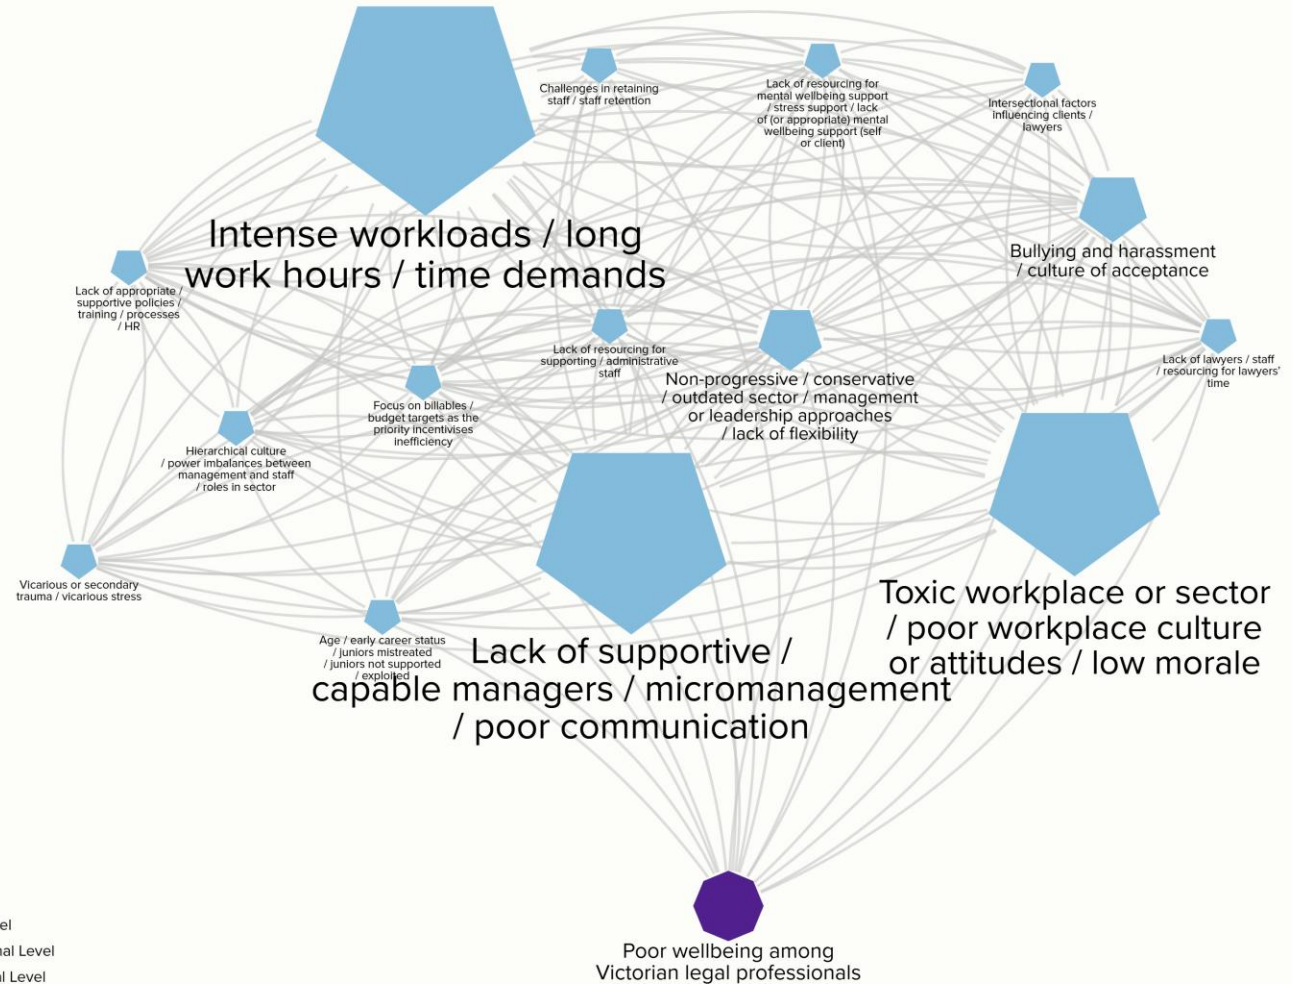 Challenges in retaining
staff / staff retention
Lack of resourcing for
mental wellbeing support
/ stress support / lack
of (or appropriate) mental
wellbeing support (self
or client)
Intersectional factors
influencing clients /
lawyers
Intense workloads / long
work hours / time demands
Bullying and harassment
/ culture of acceptance
Lack of appropriate /
supportive policies /
training / processes
/ HR
Lack of resourcing for
supporting / administrative
staff
Non-progressive / conservative
/ outdated sector / management
or leadership approaches
/ lack of flexibility
Lack of lawyers / staff
/ resourcing for lawyers'
time
Focus on billables /
budget targets as the
priority incentivises
inefficiency
Hierarchical culture
/ power imbalances between
management and staff
/ roles in sector
Vicarious or secondary
trauma / vicarious stress
Toxic workplace or sector
/ poor workplace culture
or attitudes / low morale
Age / early career status
/ juniors mistreated
/ juniors not supported
/ exploited
Lack of supportive /
capable managers / micromanagement
/ poor communication
Poor wellbeing among
Victorian legal professionals
el
nal Level
l Level